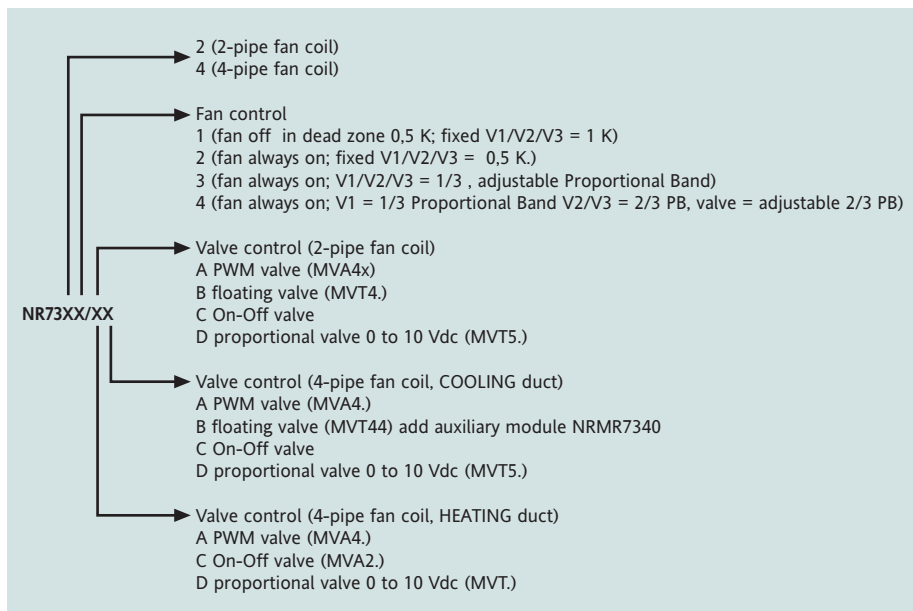 2 (2-pipe fan coil)
4 (4-pipe fan coil)
Fan control
1 (fan off in dead zone 0,5 K; fixed V1/V2/V3 = 1 K)
2 (fan always on; fixed V1/V2/V3 = 0,5 K.)
3 (fan always on; V1/V2/V3 = 1/3 , adjustable Proportional Band)
4 (fan always on; V1 = 1/3 Proportional Band V2/V3 = 2/3 PB, valve = adjustable 2/3 PB)
Valve control (2-pipe fan coil)
A PWM valve (MVA4x)
B floating valve (MVT4.)
C On-Off valve
D proportional valve 0 to 10 Vdc (MVT5.)
NR73XX/XX
Valve control (4-pipe fan coil, COOLING duct)
A PWM valve (MVA4.)
B floating valve (MVT44) add auxiliary module NRMR7340
C On-Off valve
D proportional valve 0 to 10 Vdc (MVT5.)
Valve control (4-pipe fan coil, HEATING duct)
A PWM valve (MVA4.)
C On-Off valve (MVA2.)
D proportional valve 0 to 10 Vdc (MVT.)